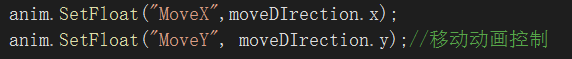 anim.SetFloat("MoveX",moveDIrection.x);
anim.SetFloat("MoveY", moveDIrection.y);//移动动画控制